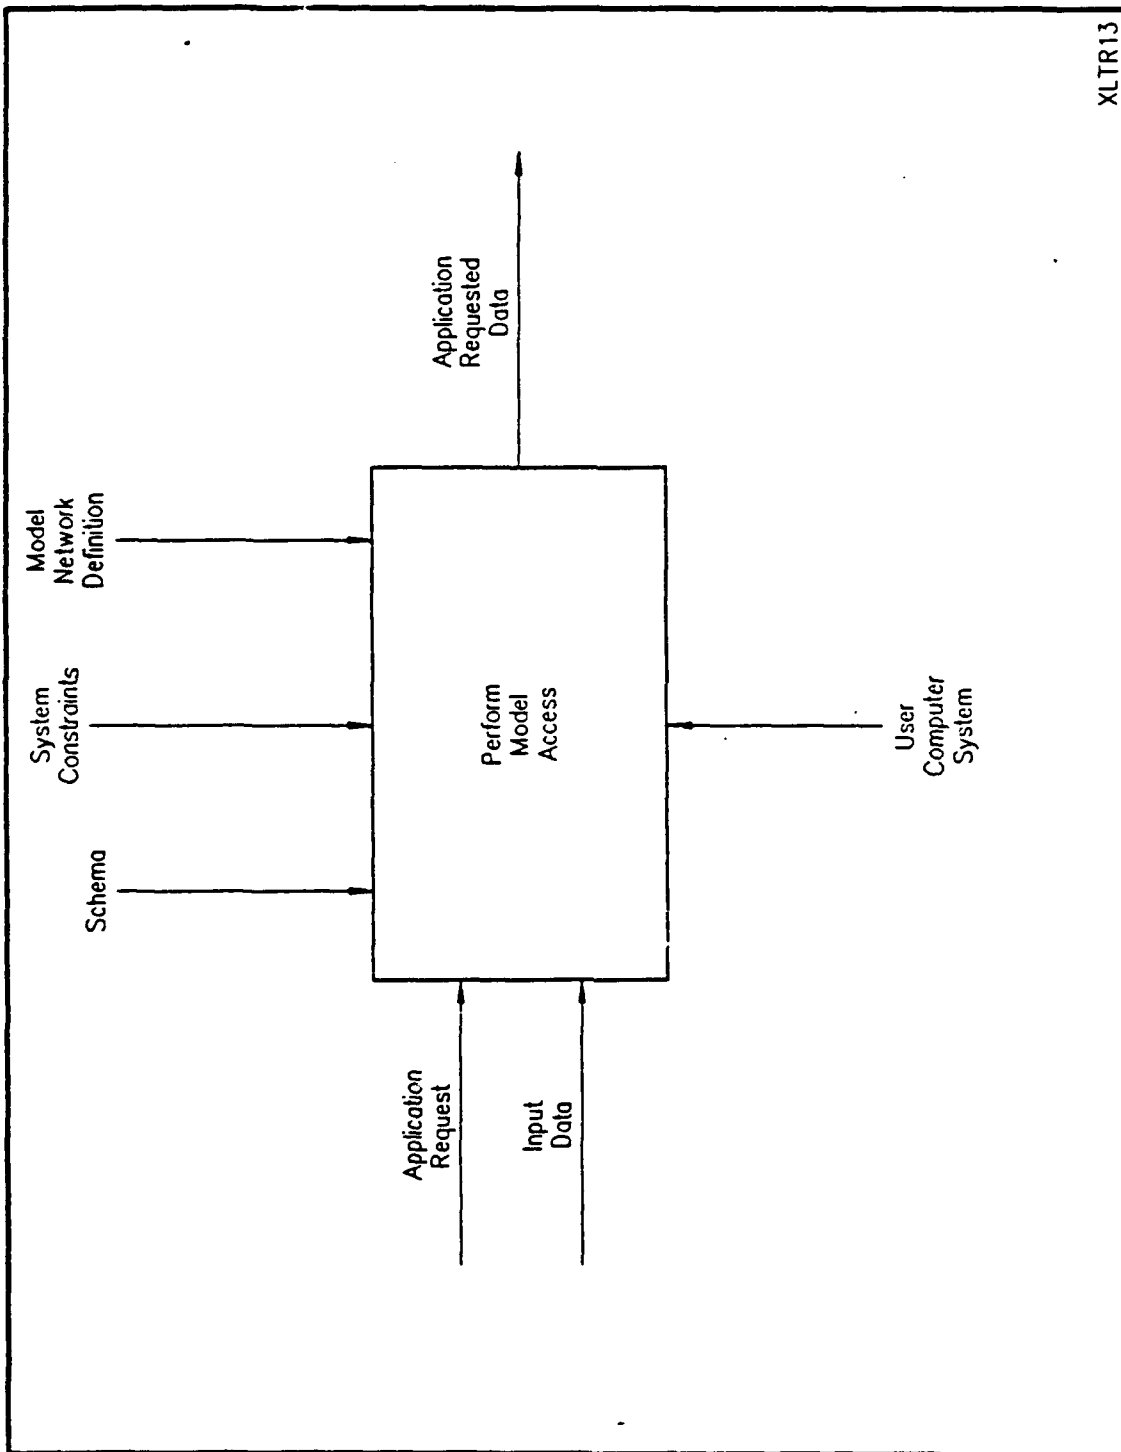 Schema
System
Constraints
Model
Network
Definition
Application
Request
Input
Data
Perform
Model
Access
Application
Requested
Data
User
Computer
System
XLTR13